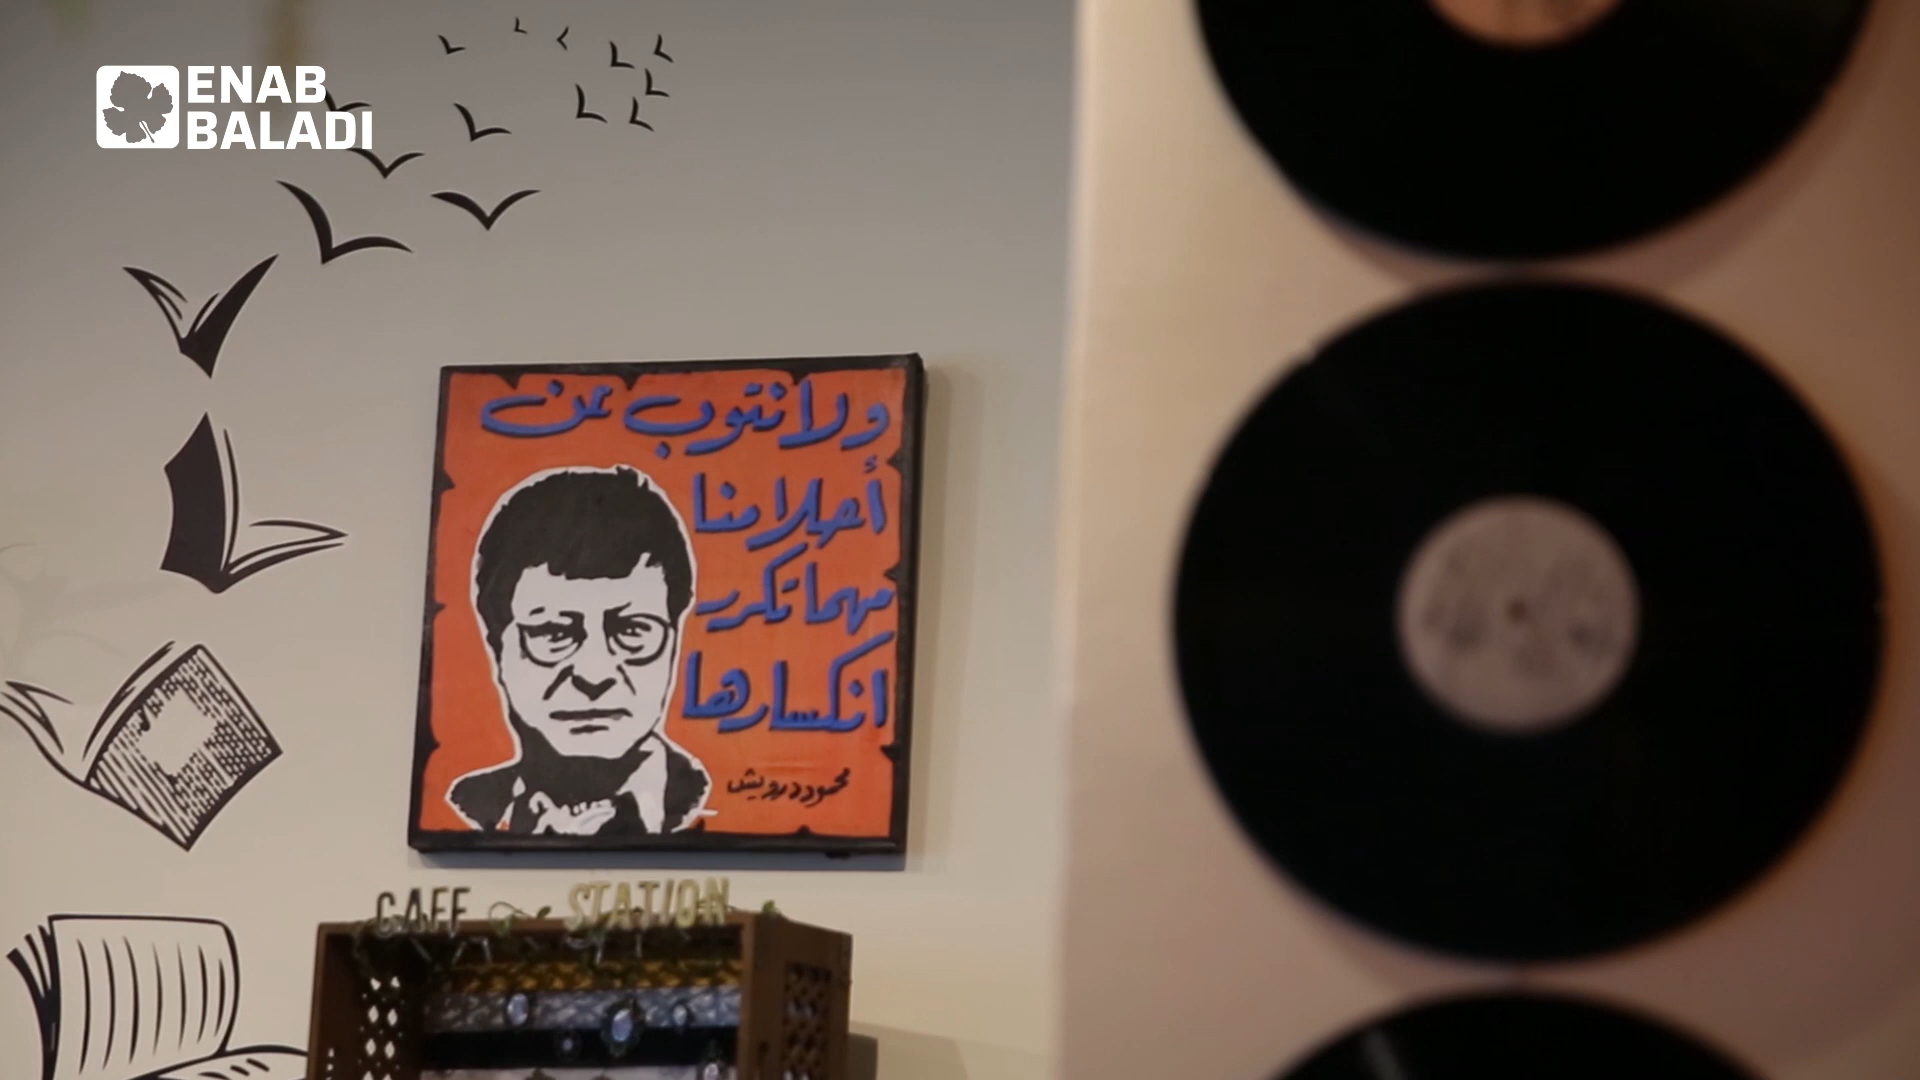 ENAB
BALADI
ولا نتوب عن
أحلامنا
مهما تكرر
انكسارها
محمود درويش
CAFE STATION